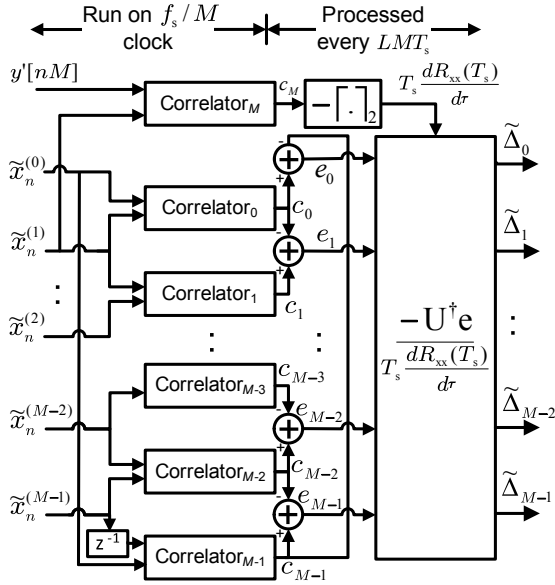 Run on f_s/M clock
Processed every LMT_s
y'[nM]
Correlator_M
c_M
−⌈.⌉_2
T_s dR_xx(T_s)/dτ
x̃_n^(0)
Correlator_0
c_0
-
+
e_0
Δ̃_0
x̃_n^(1)
-
+
e_1
Δ̃_1
Correlator_1
c_1
x̃_n^(2)
:
:
:
:
−U†e
T_s dR_xx(T_s)/dτ
Correlator_M-3
c_M−3
x̃_n^(M−2)
-
+
e_M−2
Δ̃_M−2
Correlator_M-2
c_M−2
x̃_n^(M−1)
-
+
e_M−1
Δ̃_M−1
z^-1
Correlator_M-1
c_M−1